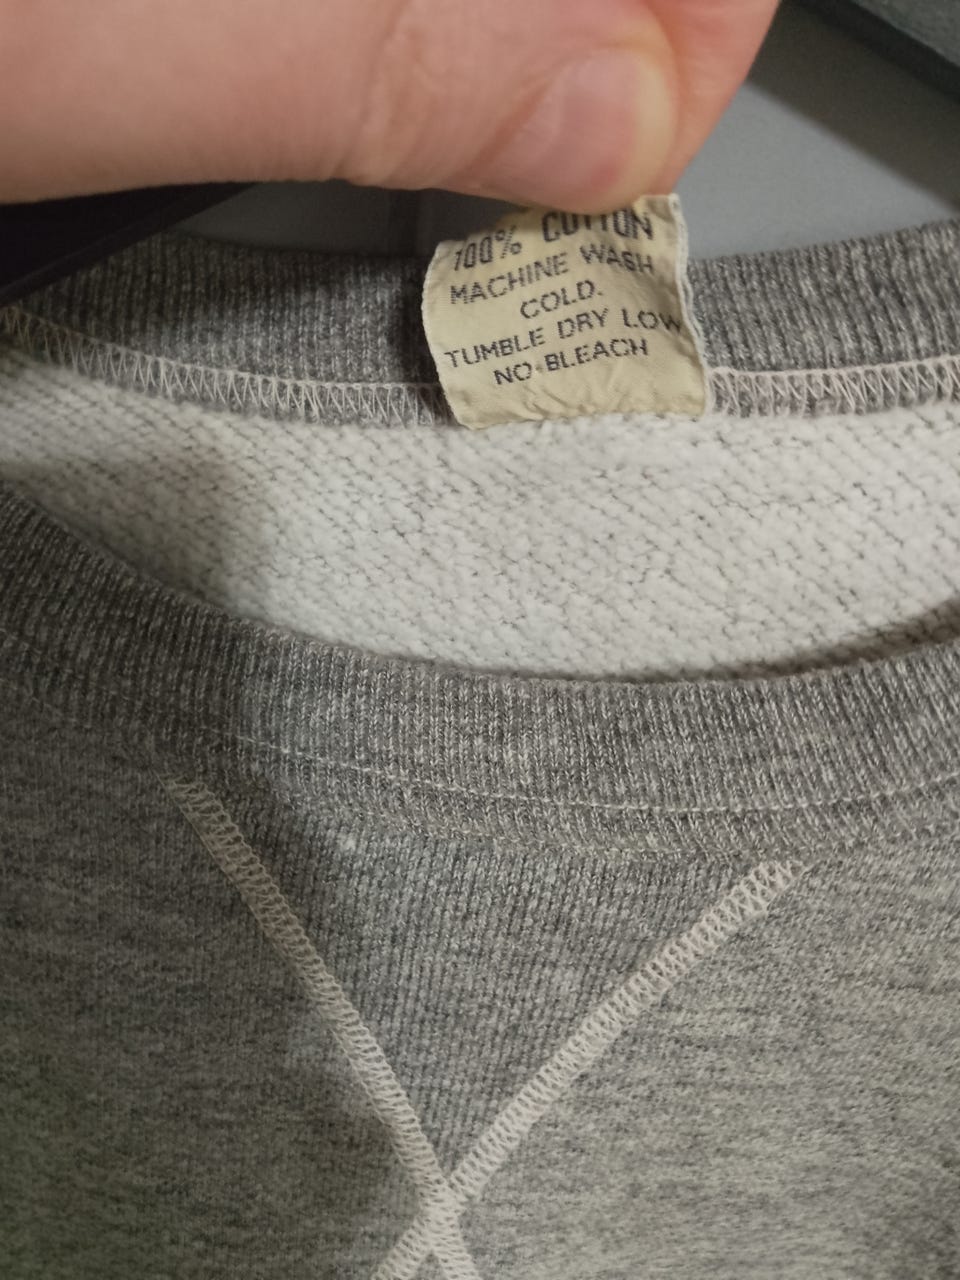 100% COTTON
MACHINE WASH
COLD.
TUMBLE DRY LOW
NO-BLEACH